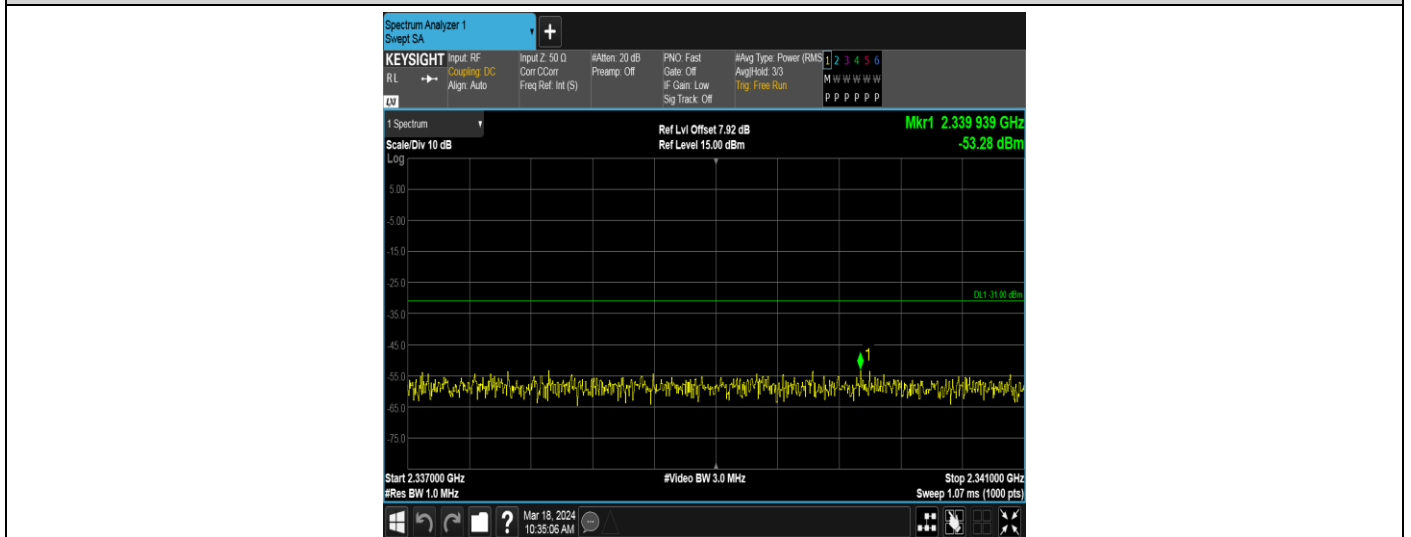 Spectrum Analyzer 1
Swept SA
+
KEYSIGHT
RL
LXI
Input: RF
Coupling: DC
Align: Auto
Input Z: 50 Ω
Corr CCorr
Freq Ref: Int (S)
#Atten: 20 dB
Preamp: Off
PNO: Fast
Gate: Off
IF Gain: Low
Sig Track: Off
#Avg Type: Power (RMS
Avg|Hold: 3/3
Trig: Free Run
1 2 3 4 5 6
M W W W W W
P P P P P P
1 Spectrum
Scale/Div 10 dB
Ref Lvl Offset 7.92 dB
Ref Level 15.00 dBm
Mkr1 2.339 939 GHz
-53.28 dBm
Log
5.00
-5.00
-15.0
-25.0
DL1 -31.00 dBm
-35.0
-45.0
1
-55.0
-65.0
-75.0
Start 2.337000 GHz
#Video BW 3.0 MHz
Stop 2.341000 GHz
#Res BW 1.0 MHz
Sweep 1.07 ms (1000 pts)
?
Mar 18, 2024
10:35:06 AM